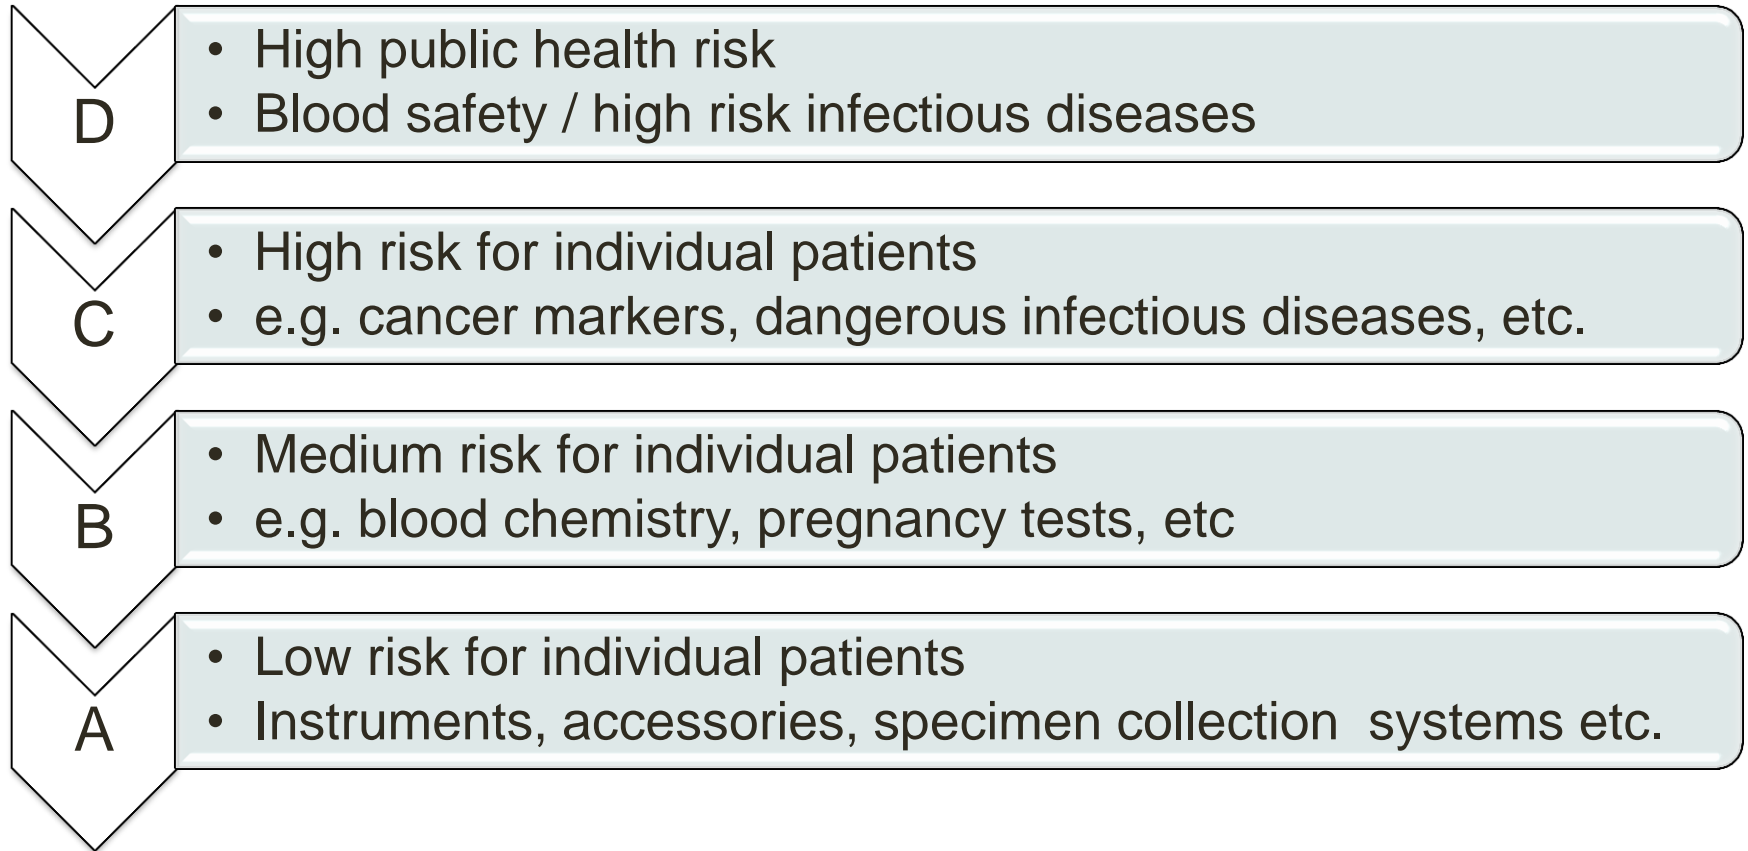 D
• High public health risk
• Blood safety / high risk infectious diseases
C
• High risk for individual patients
• e.g. cancer markers, dangerous infectious diseases, etc.
B
• Medium risk for individual patients
• e.g. blood chemistry, pregnancy tests, etc
A
• Low risk for individual patients
• Instruments, accessories, specimen collection  systems etc.